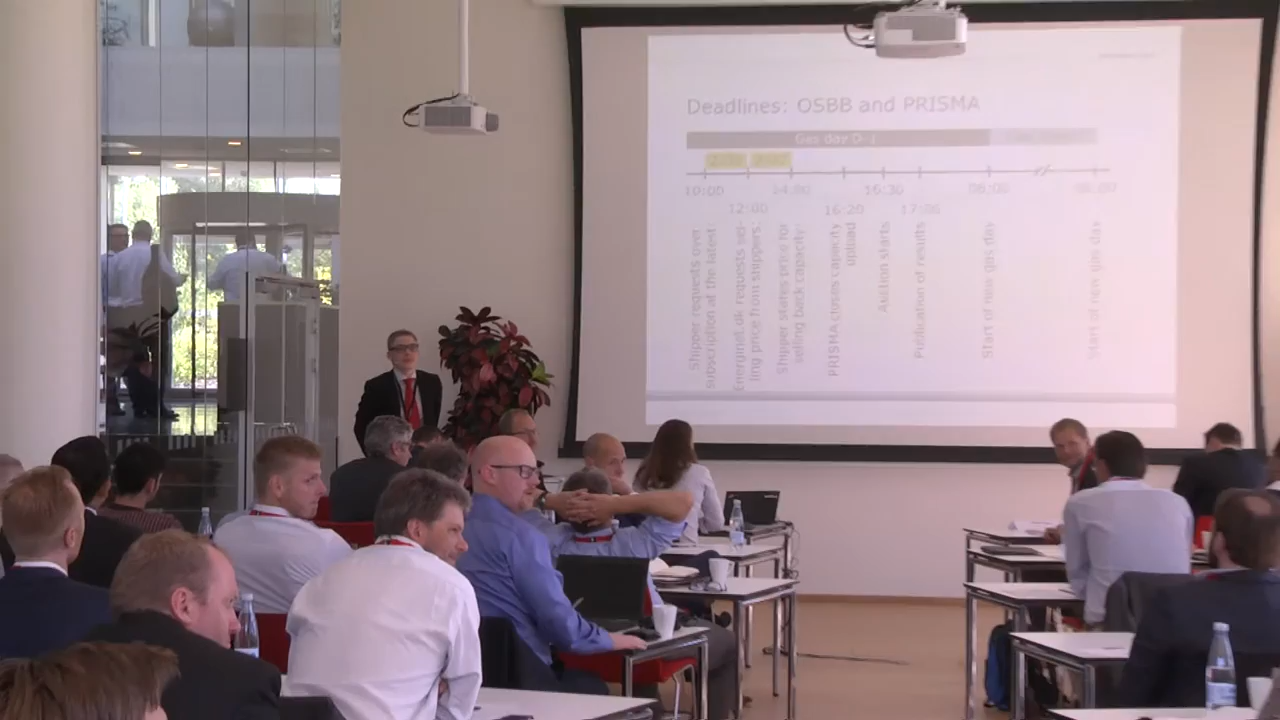 Deadlines: OSBB and PRISMA
Gas day D-1
10:00
12:00
14:00
16:20
16:30
17:06
06:00
Shipper requests over
subscription at the latest:
Energinet.dk requests sel-
ling price from shippers:
Shipper states price for
selling back capacity:
PRISMA closes capacity
upload
Auction starts
Publication of results
Start of new gas day
Start of new gas day